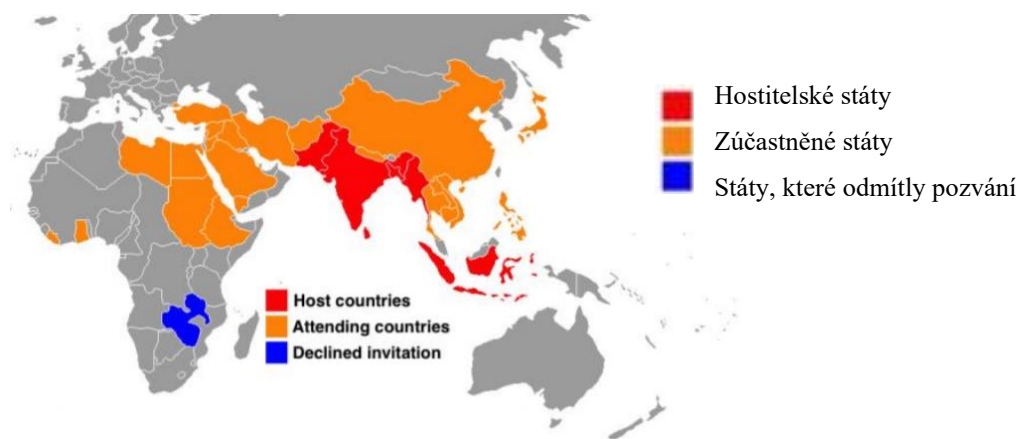 Hostitelské státy
Zúčastněné státy
Státy, které odmítly pozvání
Host countries
Attending countries
Declined invitation